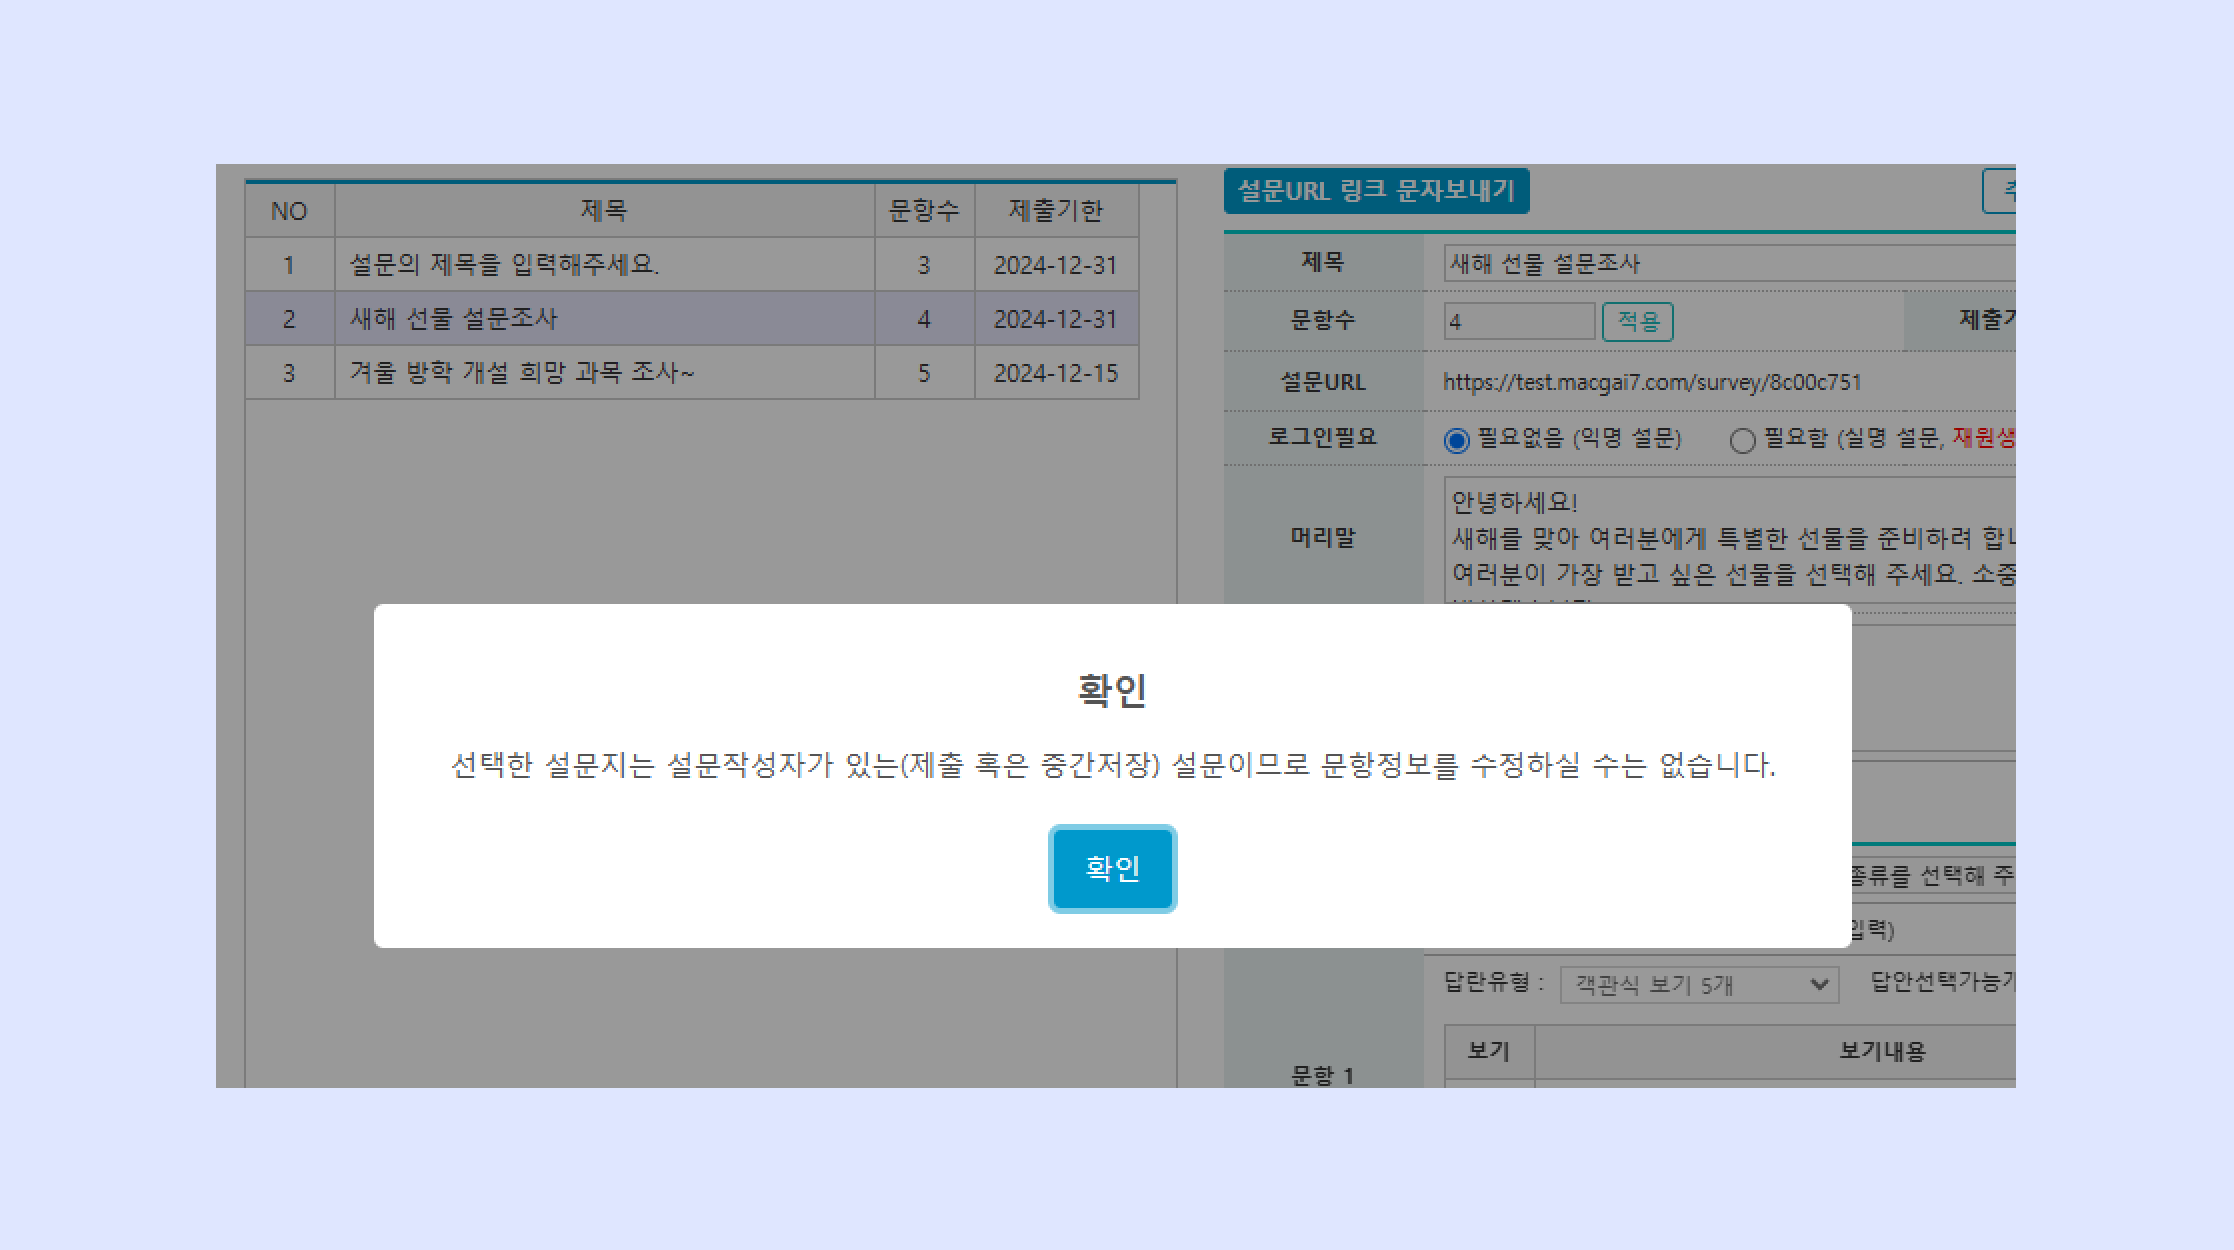 NO 제목 문항수 제출기한
1 설문의 제목을 입력해주세요. 3 2024-12-31
2 새해 선물 설문조사 4 2024-12-31
3 겨울 방학 개설 희망 과목 조사~ 5 2024-12-15
설문URL 링크 문자보내기
제목 새해 선물 설문조사
문항수 4 적용 제출기
설문URL https://test.macgai7.com/survey/8c00c751
로그인필요 필요없음 (익명 설문) 필요함 (실명 설문, 재원생
머리말
안녕하세요!
새해를 맞아 여러분에게 특별한 선물을 준비하려 합니
여러분이 가장 받고 싶은 선물을 선택해 주세요. 소중
확인
선택한 설문지는 설문작성자가 있는(제출 혹은 중간저장) 설문이므로 문항정보를 수정하실 수는 없습니다.
확인
종류를 선택해 주
입력)
답란유형 : 객관식 보기 5개 답안선택가능기
보기 보기내용
문항 1